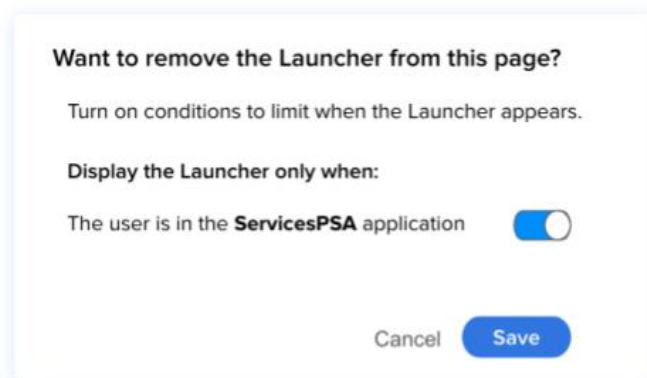 Want to remove the Launcher from this page?
Turn on conditions to limit when the Launcher appears.
Display the Launcher only when:
The user is in the ServicesPSA application
Cancel
Save